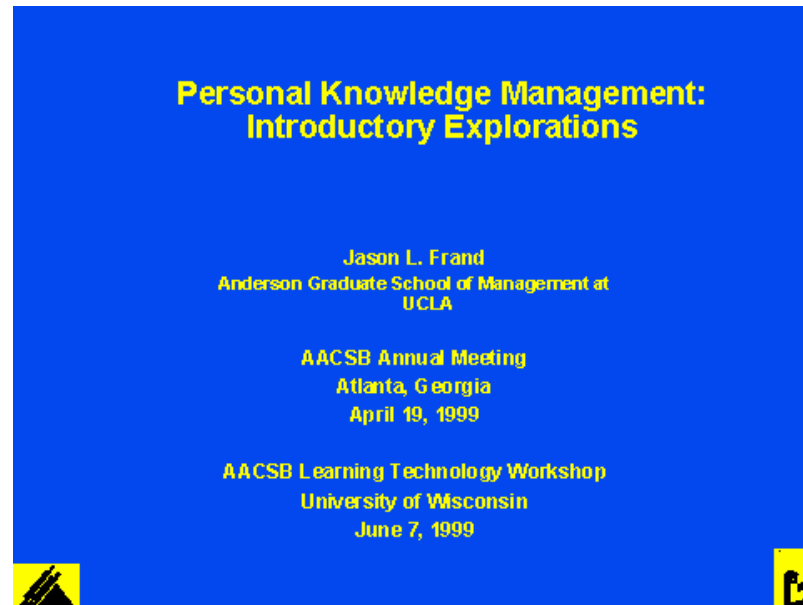 Personal Knowledge Management:
Introductory Explorations
Jason L. Frand
Anderson Graduate School of Management at
UCLA
AACSB Annual Meeting
Atlanta, Georgia
April 19, 1999
AACSB Learning Technology Workshop
University of Wisconsin
June 7, 1999